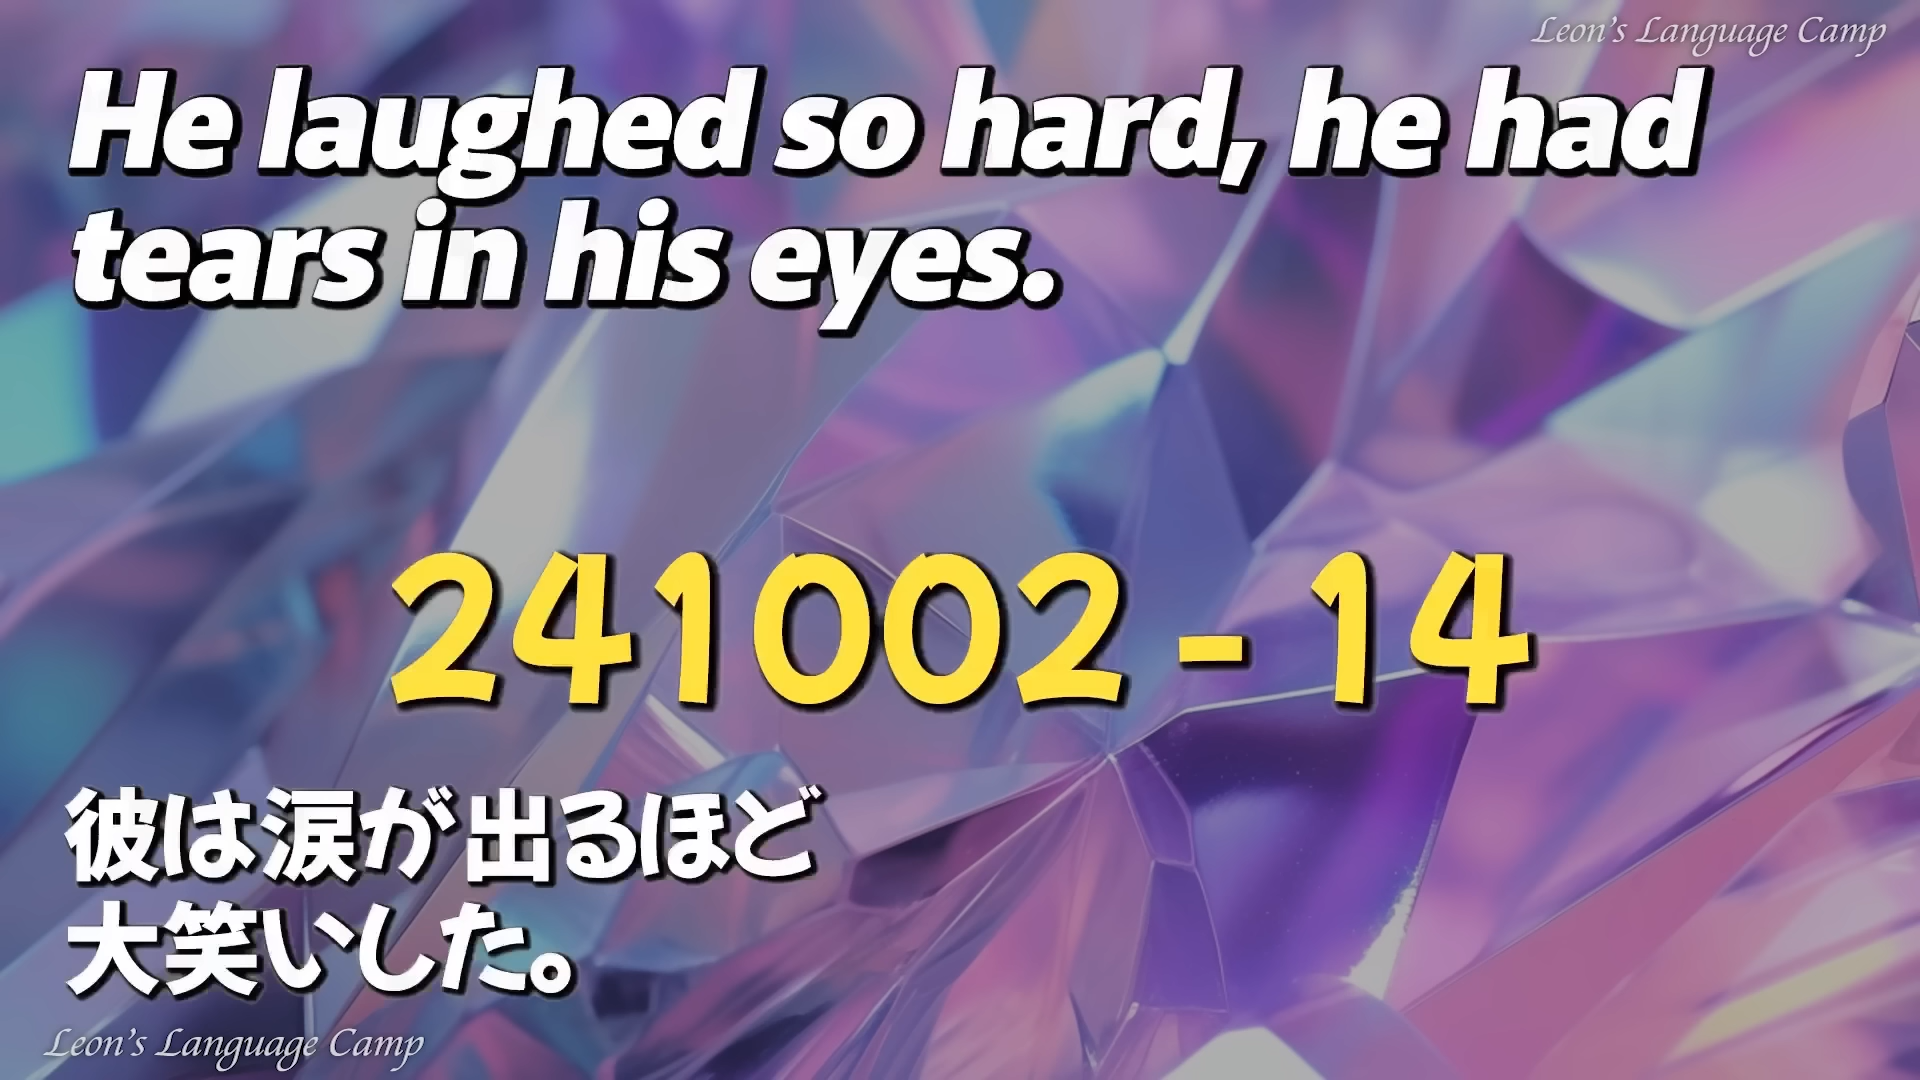 Leon's Language Camp
He laughed so hard, he had
tears in his eyes.
241002-14
彼は涙が出るほど
大笑いした。
Leon's Language Camp